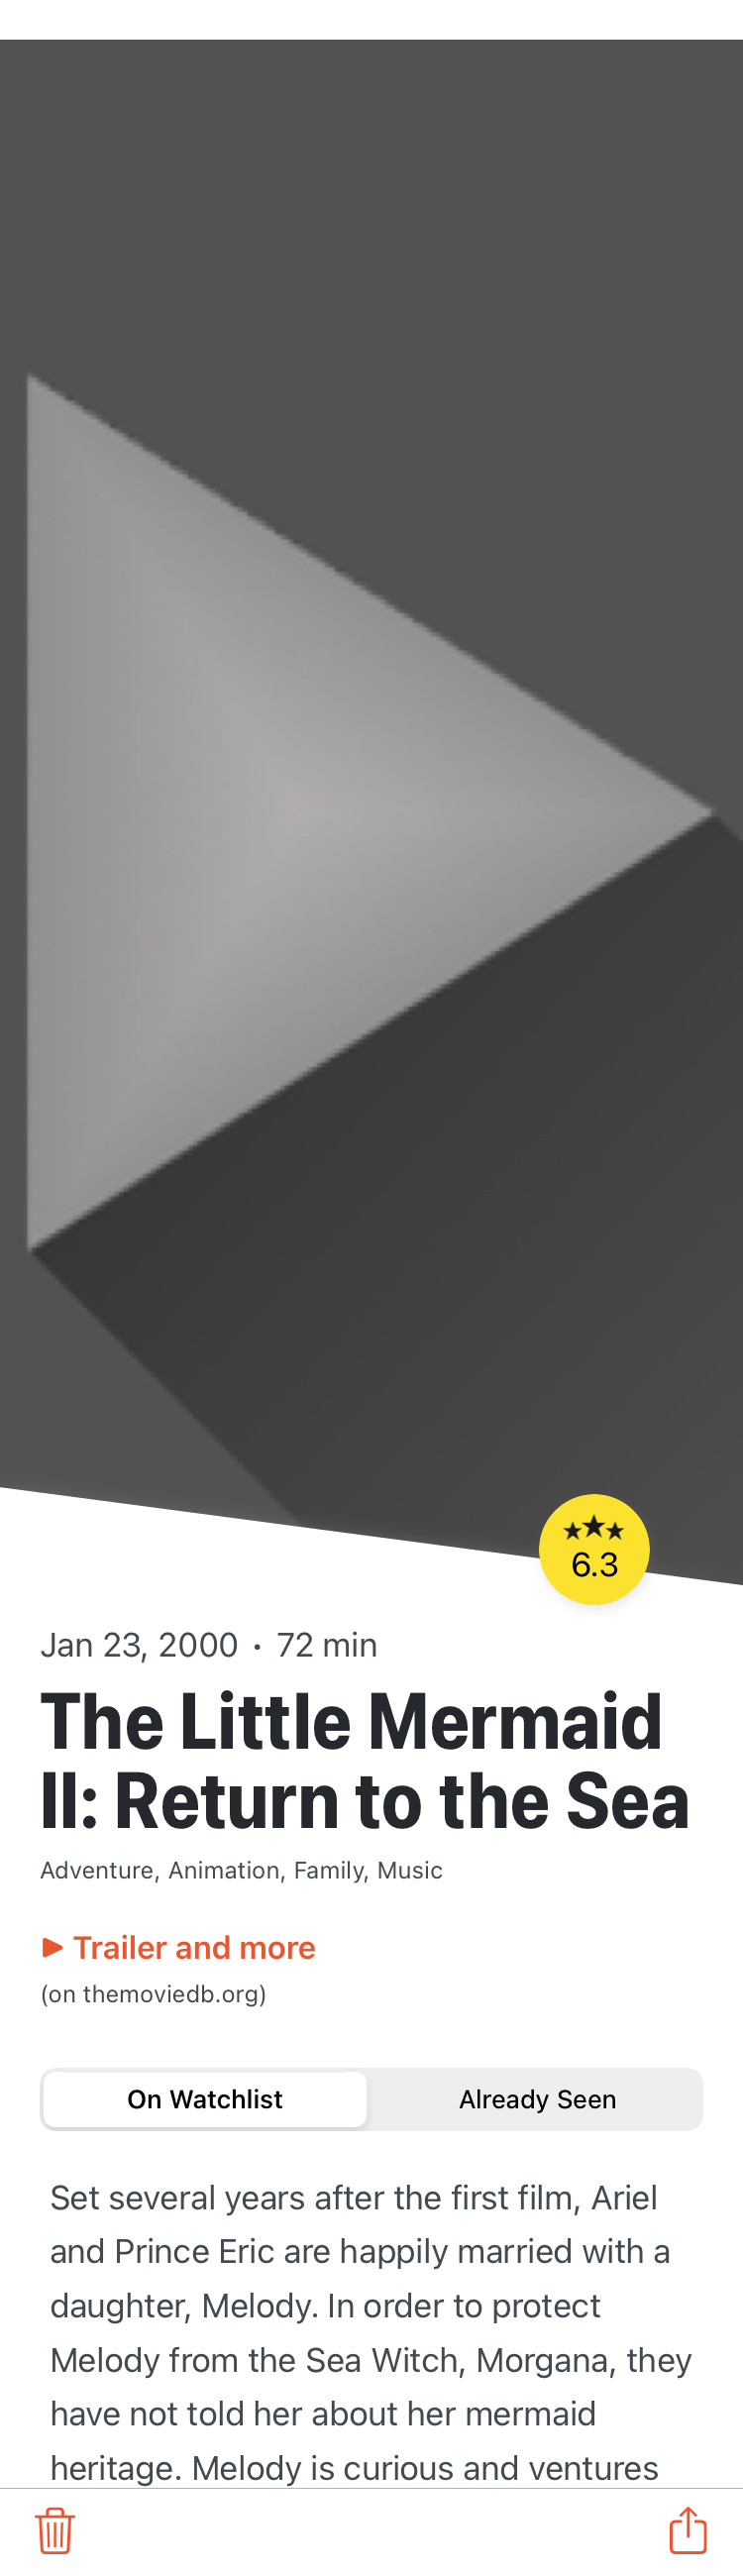 6.3
Jan 23, 2000 · 72 min
The Little Mermaid
II: Return to the Sea
Adventure, Animation, Family, Music
Trailer and more
(on themoviedb.org)
On Watchlist
Already Seen
Set several years after the first film, Ariel
and Prince Eric are happily married with a
daughter, Melody. In order to protect
Melody from the Sea Witch, Morgana, they
have not told her about her mermaid
heritage. Melody is curious and ventures